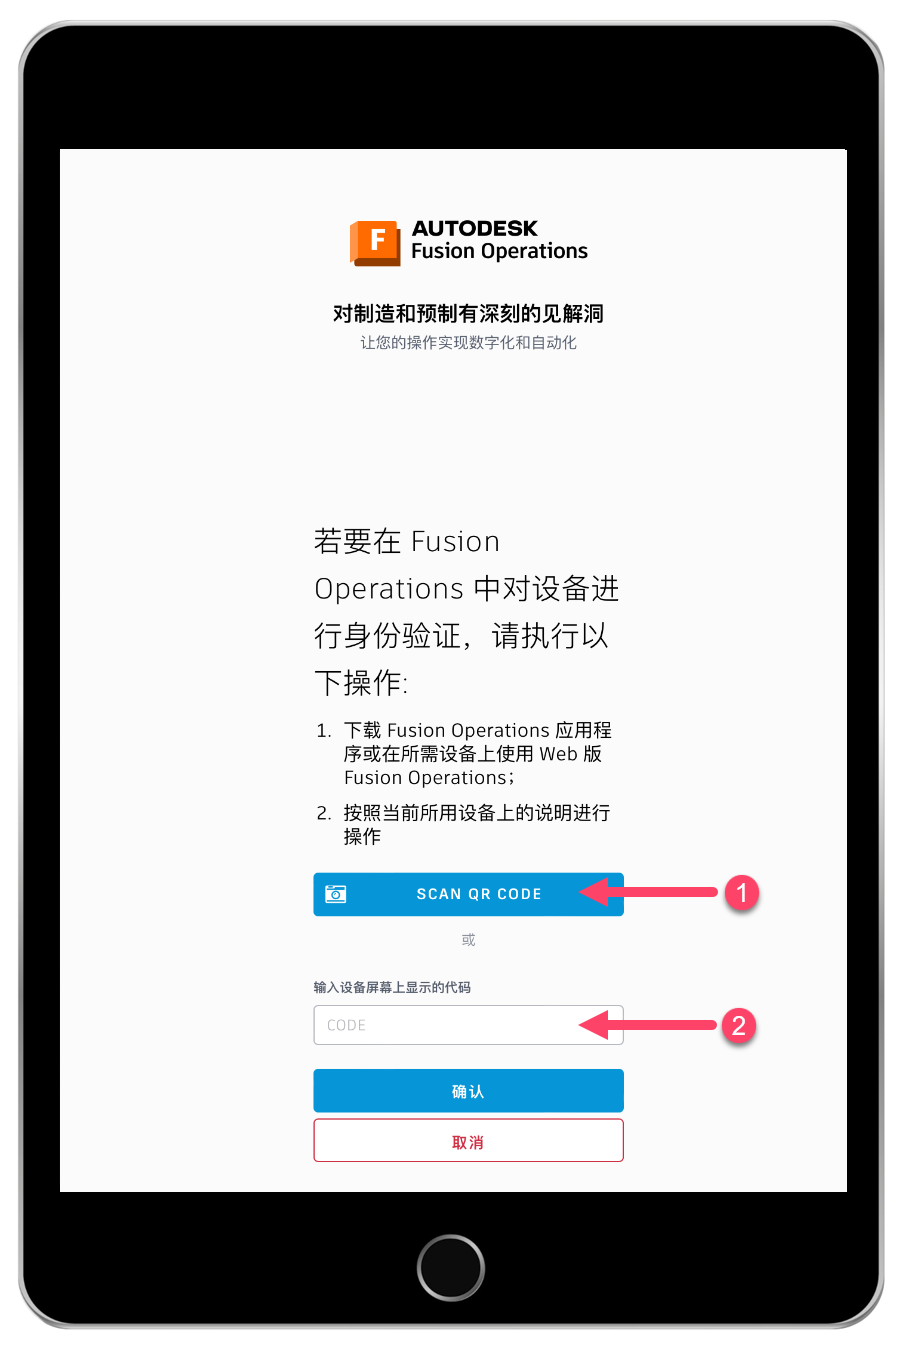 F
AUTODESK
Fusion Operations
对制造和预制有深刻的见解洞
让您的操作实现数字化和自动化
若要在 Fusion
Operations 中对设备进
行身份验证，请执行以
下操作:
1. 下载 Fusion Operations 应用程
序或在所需设备上使用 Web 版
Fusion Operations；
2. 按照当前所用设备上的说明进行
操作
SCAN QR CODE
1
或
输入设备屏幕上显示的代码
CODE
2
确认
取消